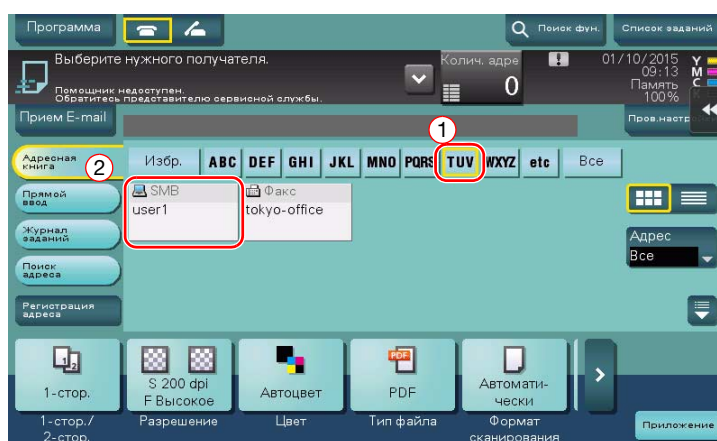 Программа
Поиск фун.
Список заданий
Выберите нужного получателя.
Помощник недоступен.
Обратитесь представителю сервисной службы.
Колич. адре
0
01/10/2015
09:13
Память
100%
Y
M
C
K
Прием E-mail
Пров.настр
1
Адресная
книга
2
Избр.
ABC
DEF
GHI
JKL
MNO
PQRS
TUV
WXYZ
etc
Все
Прямой
ввод
SMB
user1
Факс
tokyo-office
Журнал
заданий
Адрес
Все
Поиск
адреса
Регистрация
адреса
1-стор.
S 200 dpi
F Высокое
Автоцвет
PDF
PDF
Автомати-
чески
1-стор./
2-стор.
Разрешение
Цвет
Тип файла
Формат
сканирования
Приложение